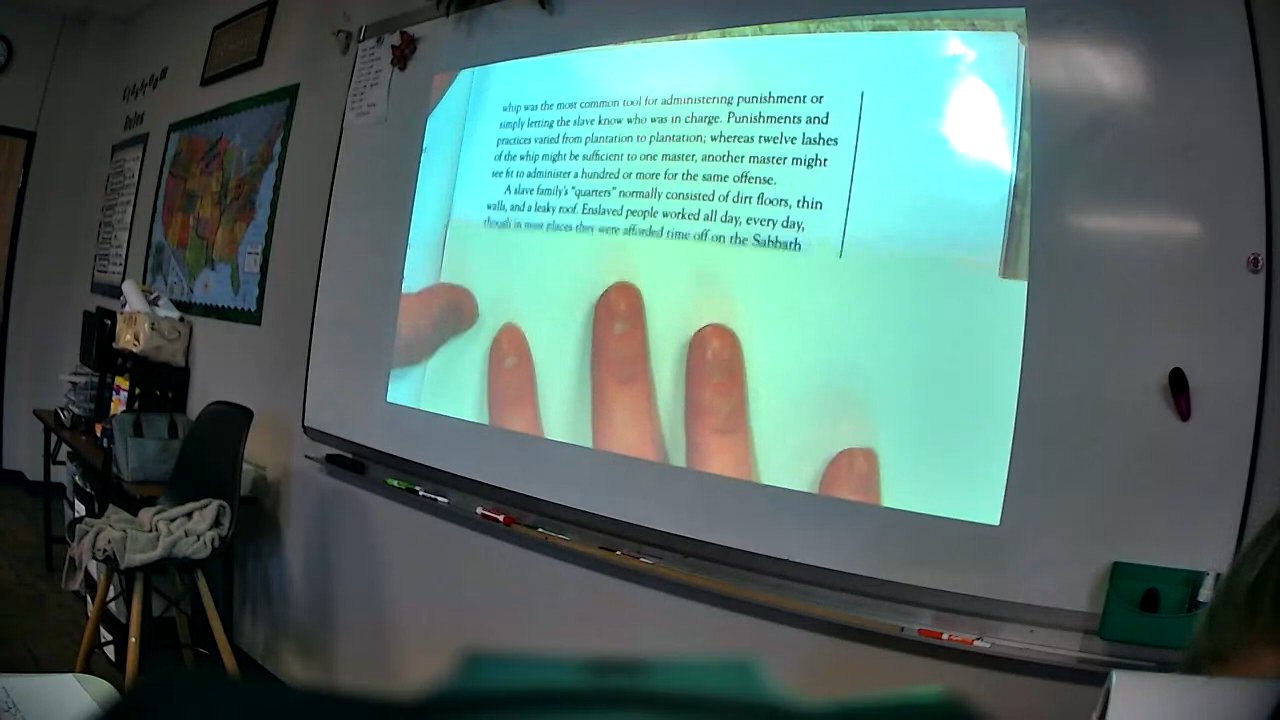 whip was the most common tool for administering punishment or
simply letting the slave know who was in charge. Punishments and
practices varied from plantation to plantation; whereas twelve lashes
of the whip might be sufficient to one master, another master might
see fit to administer a hundred or more for the same offense.
A slave family's "quarters" normally consisted of dirt floors, thin
walls, and a leaky roof. Enslaved people worked all day, every day,
though in most places they were afforded time off on the Sabbath
Rules